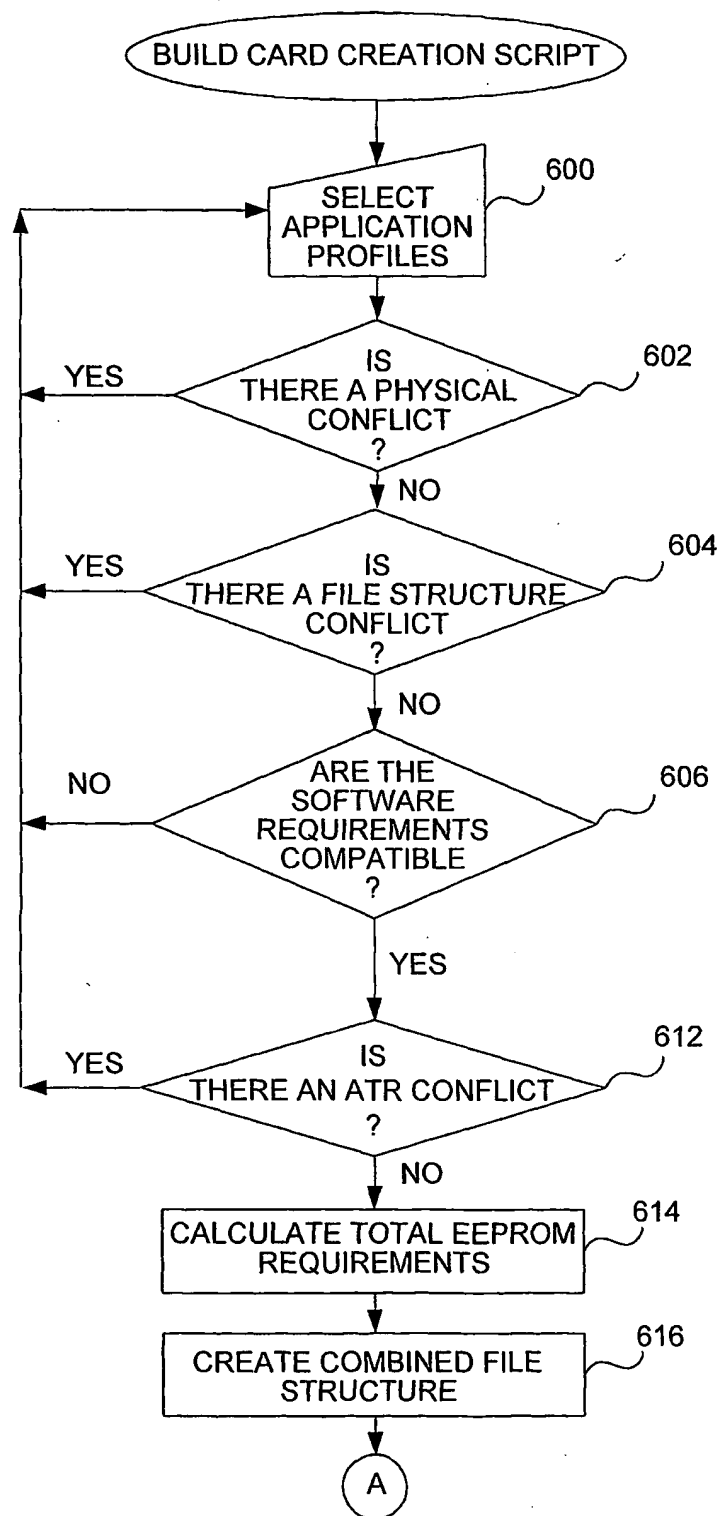 BUILD CARD CREATION SCRIPT
600
SELECT
APPLICATION
PROFILES
602
IS
THERE A PHYSICAL
CONFLICT
?
YES
NO
604
IS
THERE A FILE STRUCTURE
CONFLICT
?
YES
NO
606
ARE THE
SOFTWARE
REQUIREMENTS
COMPATIBLE
?
NO
YES
612
IS
THERE AN ATR CONFLICT
?
YES
NO
614
CALCULATE TOTAL EEPROM
REQUIREMENTS
616
CREATE COMBINED FILE
STRUCTURE
A